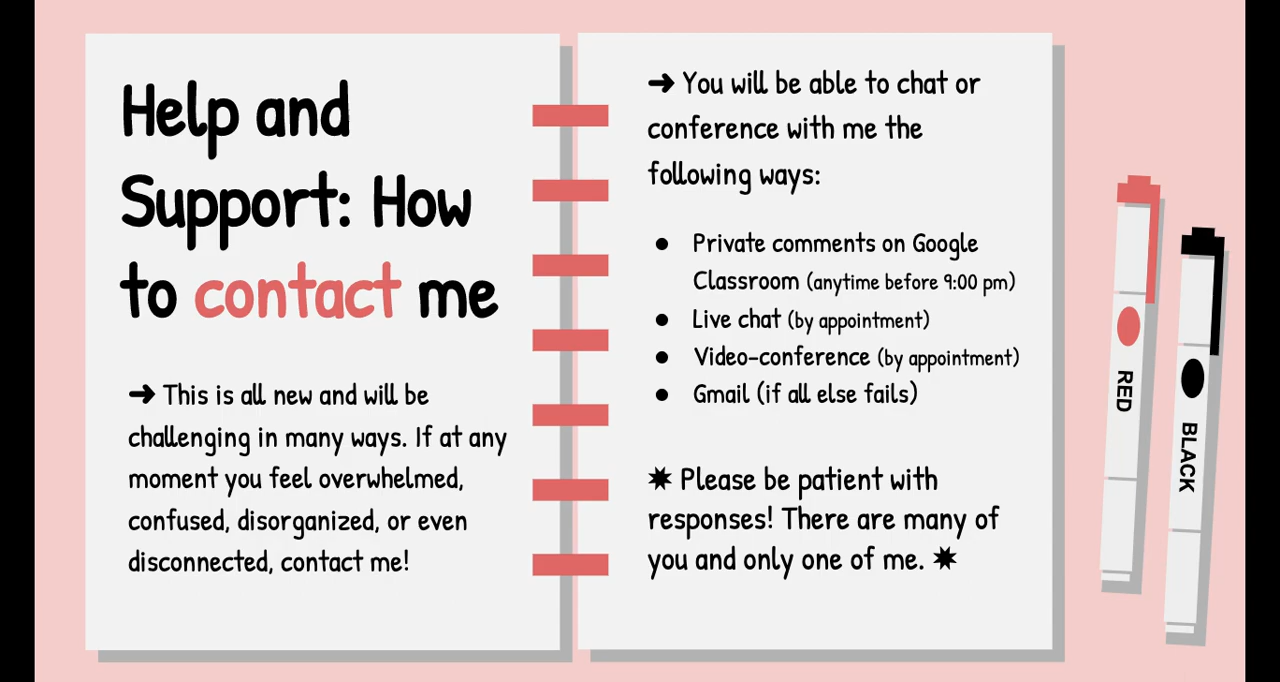 Help and
Support: How
to contact me
➜ This is all new and will be
challenging in many ways. If at any
moment you feel overwhelmed,
confused, disorganized, or even
disconnected, contact me!
➜ You will be able to chat or
conference with me the
following ways:
● Private comments on Google
Classroom (anytime before 9:00 pm)
● Live chat (by appointment)
● Video-conference (by appointment)
● Gmail (if all else fails)
✷ Please be patient with
responses! There are many of
you and only one of me. ✷
RED
BLACK